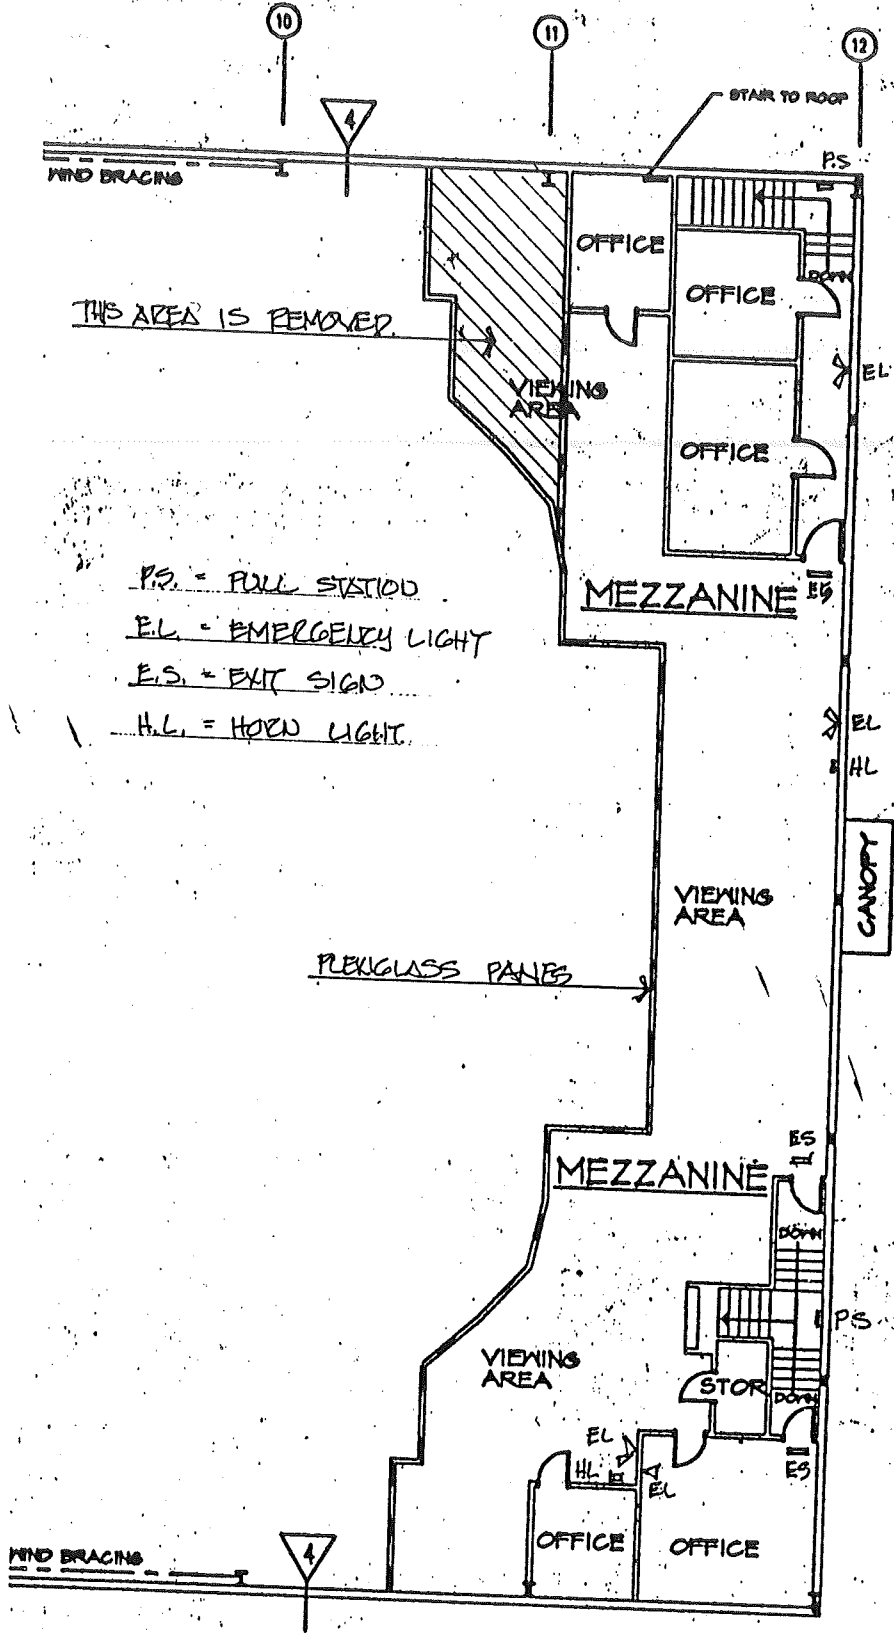 10
11
12
4
STAIR TO ROOF
P.S
WIND BRACING
OFFICE
OFFICE
DOWN
THIS AREA IS REMOVED
EL
VIEWING
AREA
OFFICE
P.S. = PULL STATION
MEZZANINE
ES
E.L. = EMERGENCY LIGHT
E.S. = EXIT SIGN
H.L. = HORN LIGHT
EL
HL
CANOPY
VIEWING
AREA
PLEXIGLASS PANES
ES
MEZZANINE
DOWN
PS
VIEWING
AREA
STOR
DOWN
EL
HL
EL
ES
OFFICE
OFFICE
WIND BRACING
4